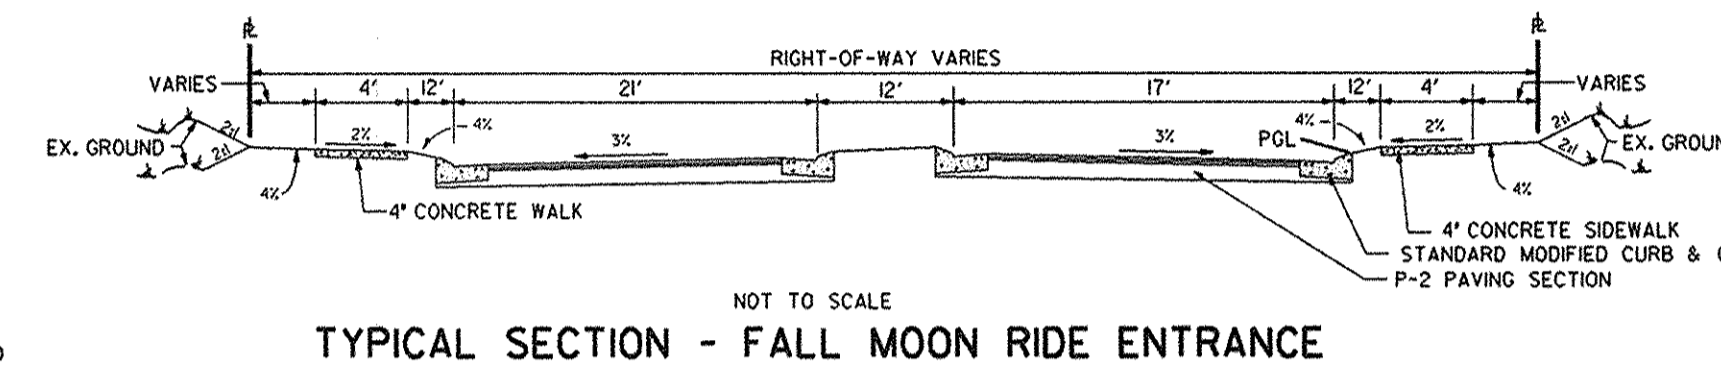 RIGHT-OF-WAY VARIES
VARIES 4' 12' 21' 12' 17' 12' 4' VARIES
EX. GROUND 2:1 2% 4% 3% 3% PGL 4% 2% 2:1 EX. GROUN
2:1 2:1
4% 4%
4" CONCRETE WALK
4" CONCRETE SIDEWALK
STANDARD MODIFIED CURB &
P-2 PAVING SECTION
NOT TO SCALE
TYPICAL SECTION - FALL MOON RIDE ENTRANCE